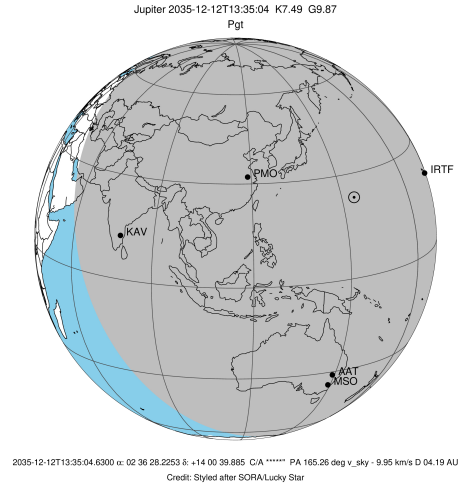 Jupiter 2035-12-12T13:35:04 K7.49 G9.87
Pgt
IRTF
PMO
KAV
AAT
MSO
2035-12-12T13:35:04.6300 α: 02 36 28.2253 δ: +14 00 39.885 C/A *****" PA 165.26 deg v_sky - 9.95 km/s D 04.19 AU
Credit: Styled after SORA/Lucky Star